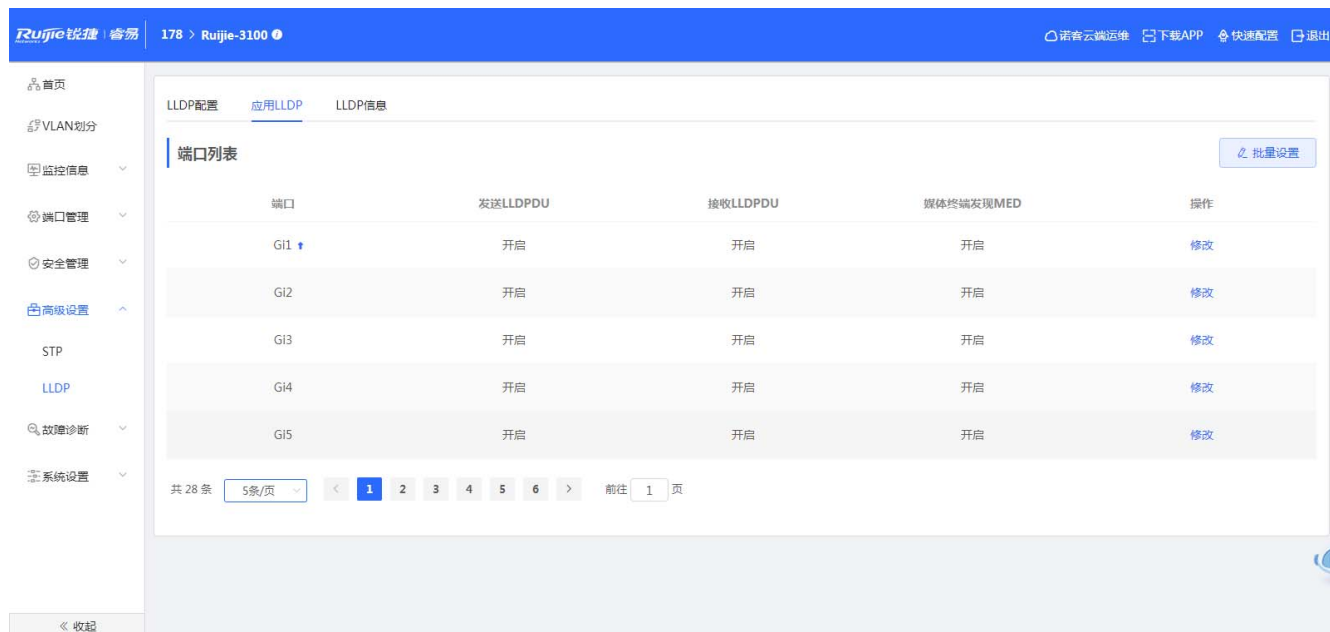 Ruijie锐捷 睿易 178 > Ruijie-3100 诺客云端运维 下载APP 快速配置 退出
首页
VLAN划分
监控信息
端口管理
安全管理
高级设置
STP
LLDP
故障诊断
系统设置
收起
LLDP配置 应用LLDP LLDP信息
端口列表 批量设置
端口 发送LLDPDU 接收LLDPDU 媒体终端发现MED 操作
Gi1 开启 开启 开启 修改
Gi2 开启 开启 开启 修改
Gi3 开启 开启 开启 修改
Gi4 开启 开启 开启 修改
Gi5 开启 开启 开启 修改
共 28 条 5条/页 < 1 2 3 4 5 6 > 前往 1 页